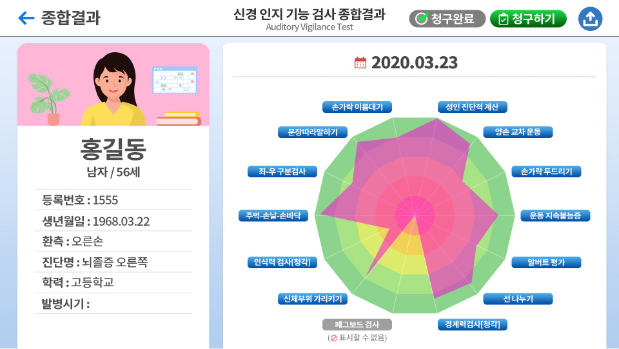 종합결과
신경 인지 기능 검사 종합결과
Auditory Vigilance Test
청구완료
청구하기
홍길동
남자 / 56세
등록번호 : 1555
생년월일 : 1968.03.22
환측 : 오른손
진단명 : 뇌졸증 오른쪽
학력 : 고등학교
발병시기 :
2020.03.23
손가락 이름대기
성인 진단적 계산
문장따라말하기
양손 교차 운동
좌-우 구분검사
손가락 두드리기
주먹-손날-손바닥
운동 지속불능증
인식력 검사[청각]
알버트 평가
신체부위 가리키기
선 나누기
페그보드 검사
경계력검사[청각]
(표시할 수 없음)